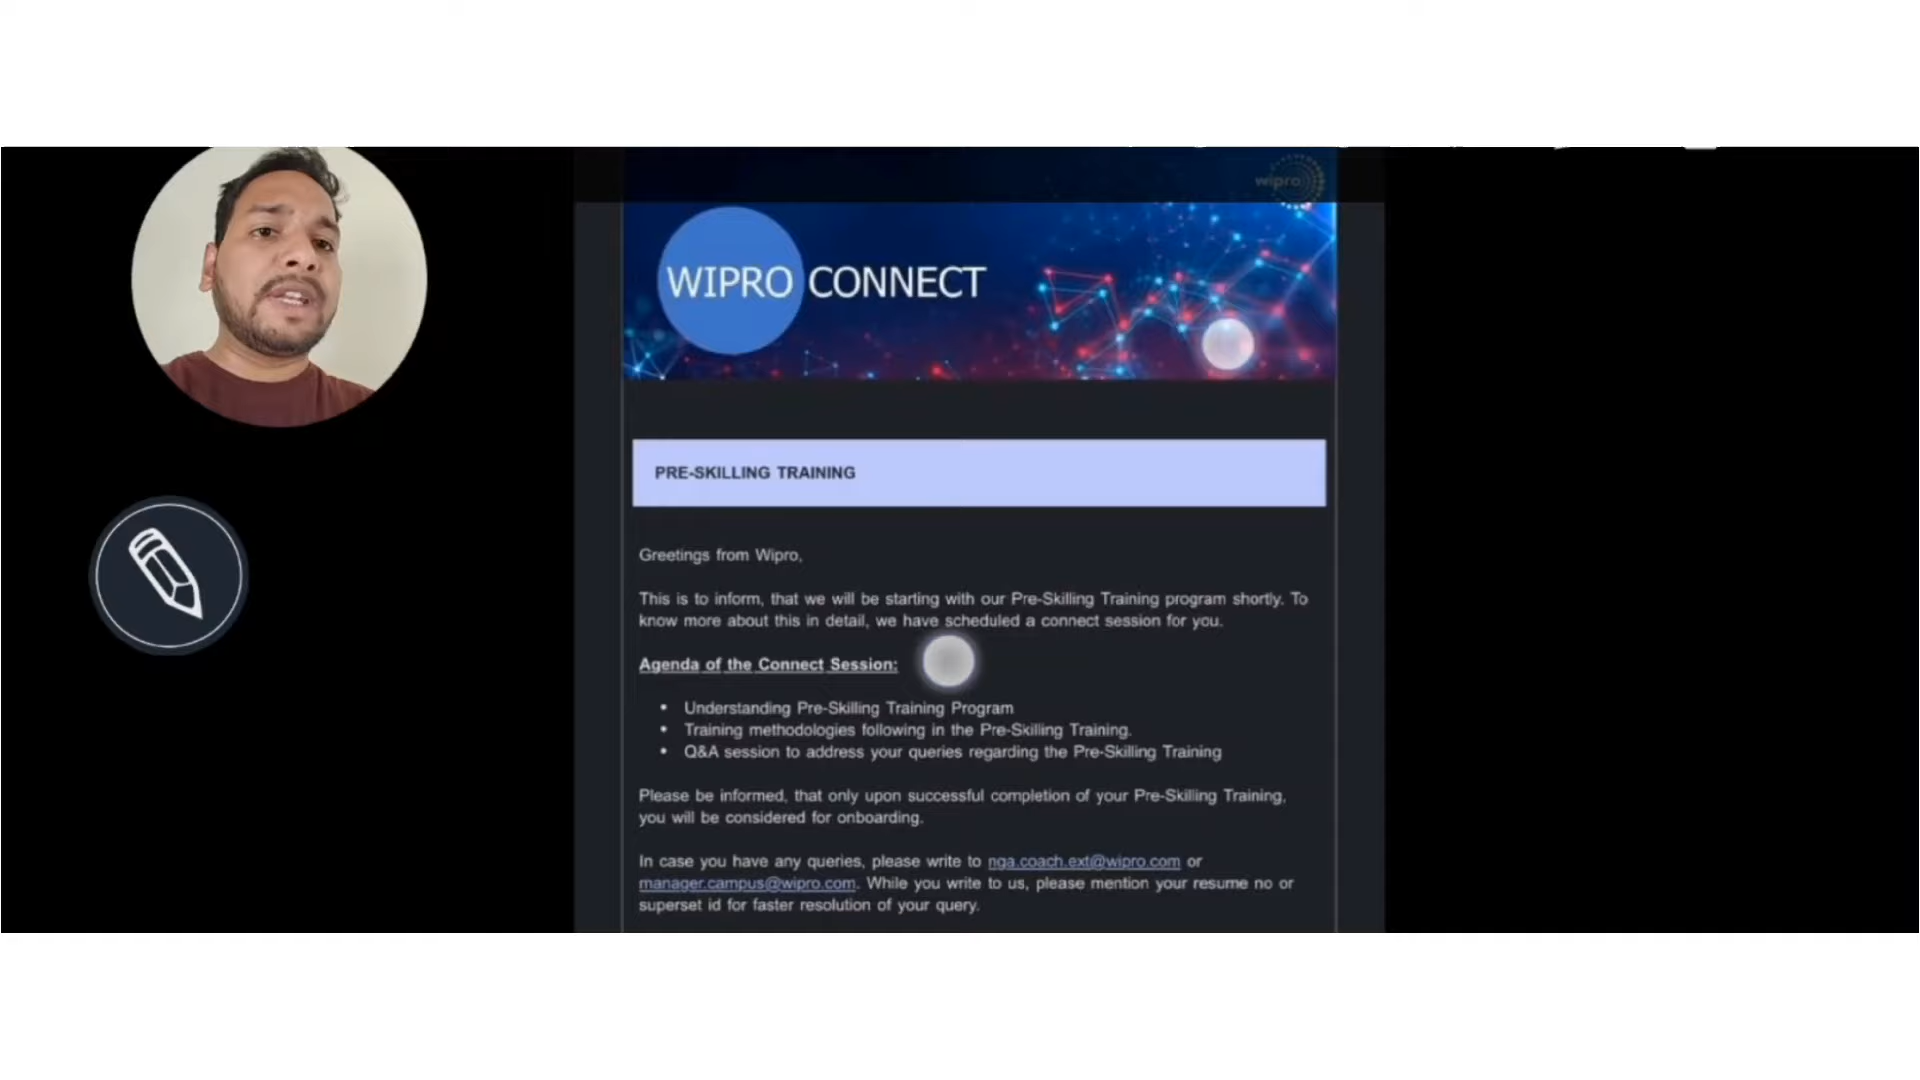 wipro
WIPRO CONNECT
PRE-SKILLING TRAINING
Greetings from Wipro,
This is to inform, that we will be starting with our Pre-Skilling Training program shortly. To
know more about this in detail, we have scheduled a connect session for you.
Agenda of the Connect Session:
• Understanding Pre-Skilling Training Program
• Training methodologies following in the Pre-Skilling Training.
• Q&A session to address your queries regarding the Pre-Skilling Training
Please be informed, that only upon successful completion of your Pre-Skilling Training,
you will be considered for onboarding.
In case you have any queries, please write to nga.coach.ext@wipro.com or
manager.campus@wipro.com. While you write to us, please mention your resume no or
superset id for faster resolution of your query.